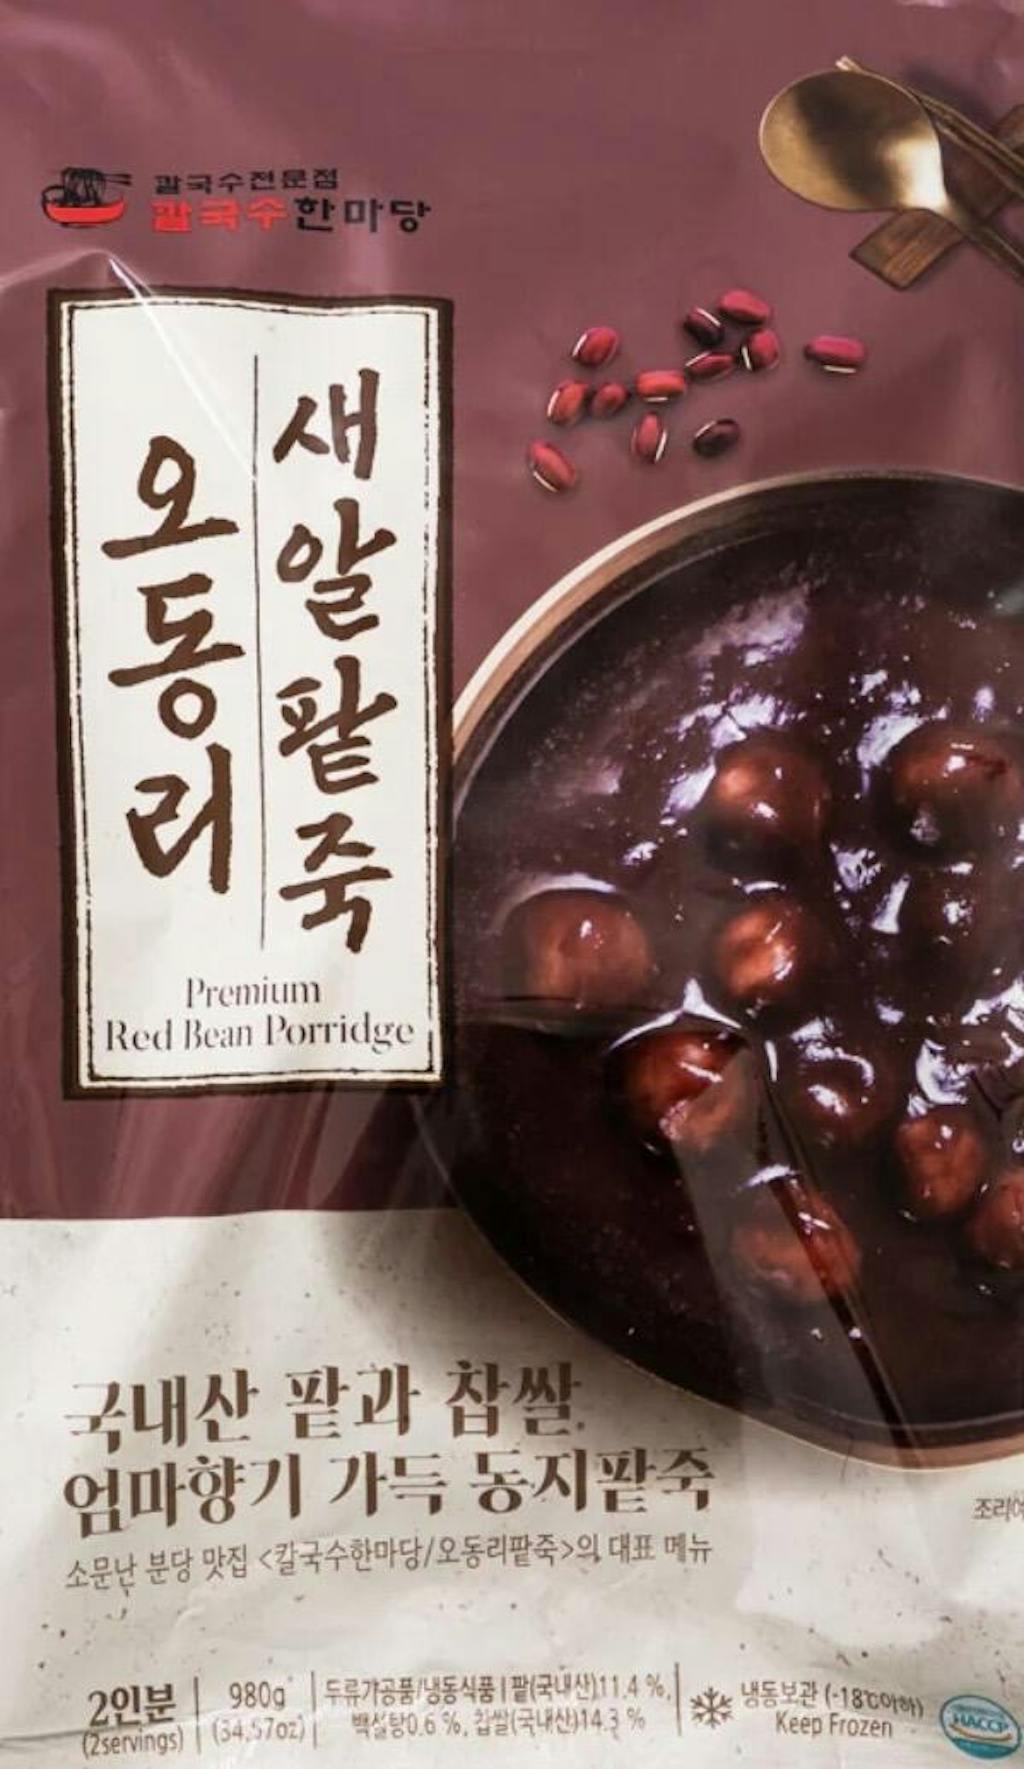 칼국수전문점
칼국수한마당
오동리
새알팥죽
Premium
Red Bean Porridge
국내산 팥과 찹쌀
엄마향기 가득 동지팥죽
소문난 분당 맛집 <칼국수한마당/오동리팥죽>의 대표 메뉴
조리예
2인분
(2servings)
980g
(34.57oz)
두류가공품/냉동식품 | 팥(국내산)11.4 %,
백설탕0.6 %, 찹쌀(국내산)14.3 %
냉동보관 (-18℃이하)
Keep Frozen
HACCP